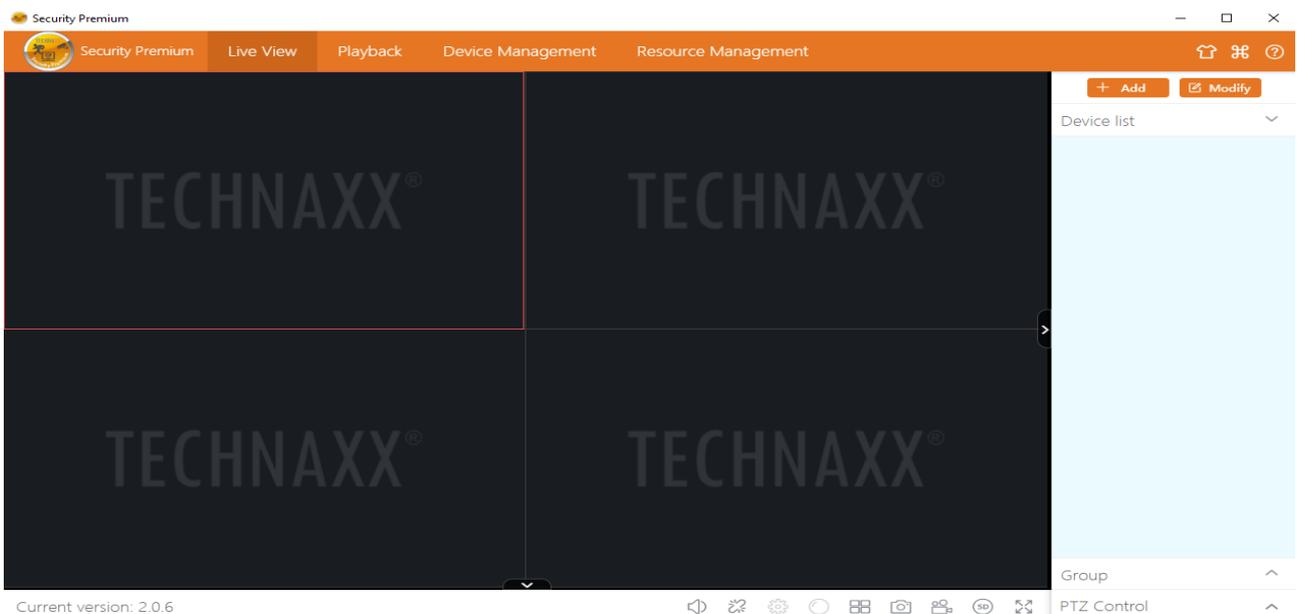 Security Premium
Security Premium Live View Playback Device Management Resource Management
+ Add Modify
Device list
TECHNAXX® TECHNAXX®
TECHNAXX® TECHNAXX®
Group
Current version: 2.0.6 SD PTZ Control